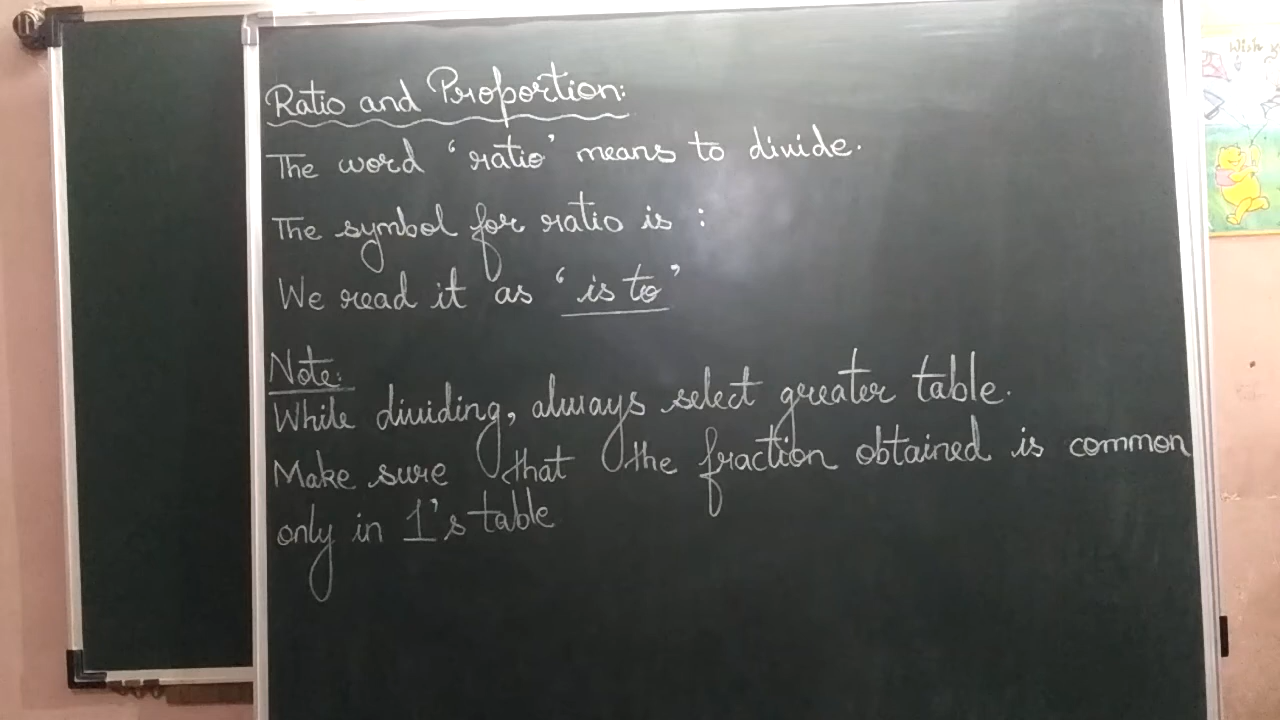 Ratio and Proportion:
The word 'ratio' means to divide.
The symbol for ratio is :
We read it as 'is to'
Note:
While dividing, always select greater table.
Make sure that the fraction obtained is common
only in 1's table
Wish